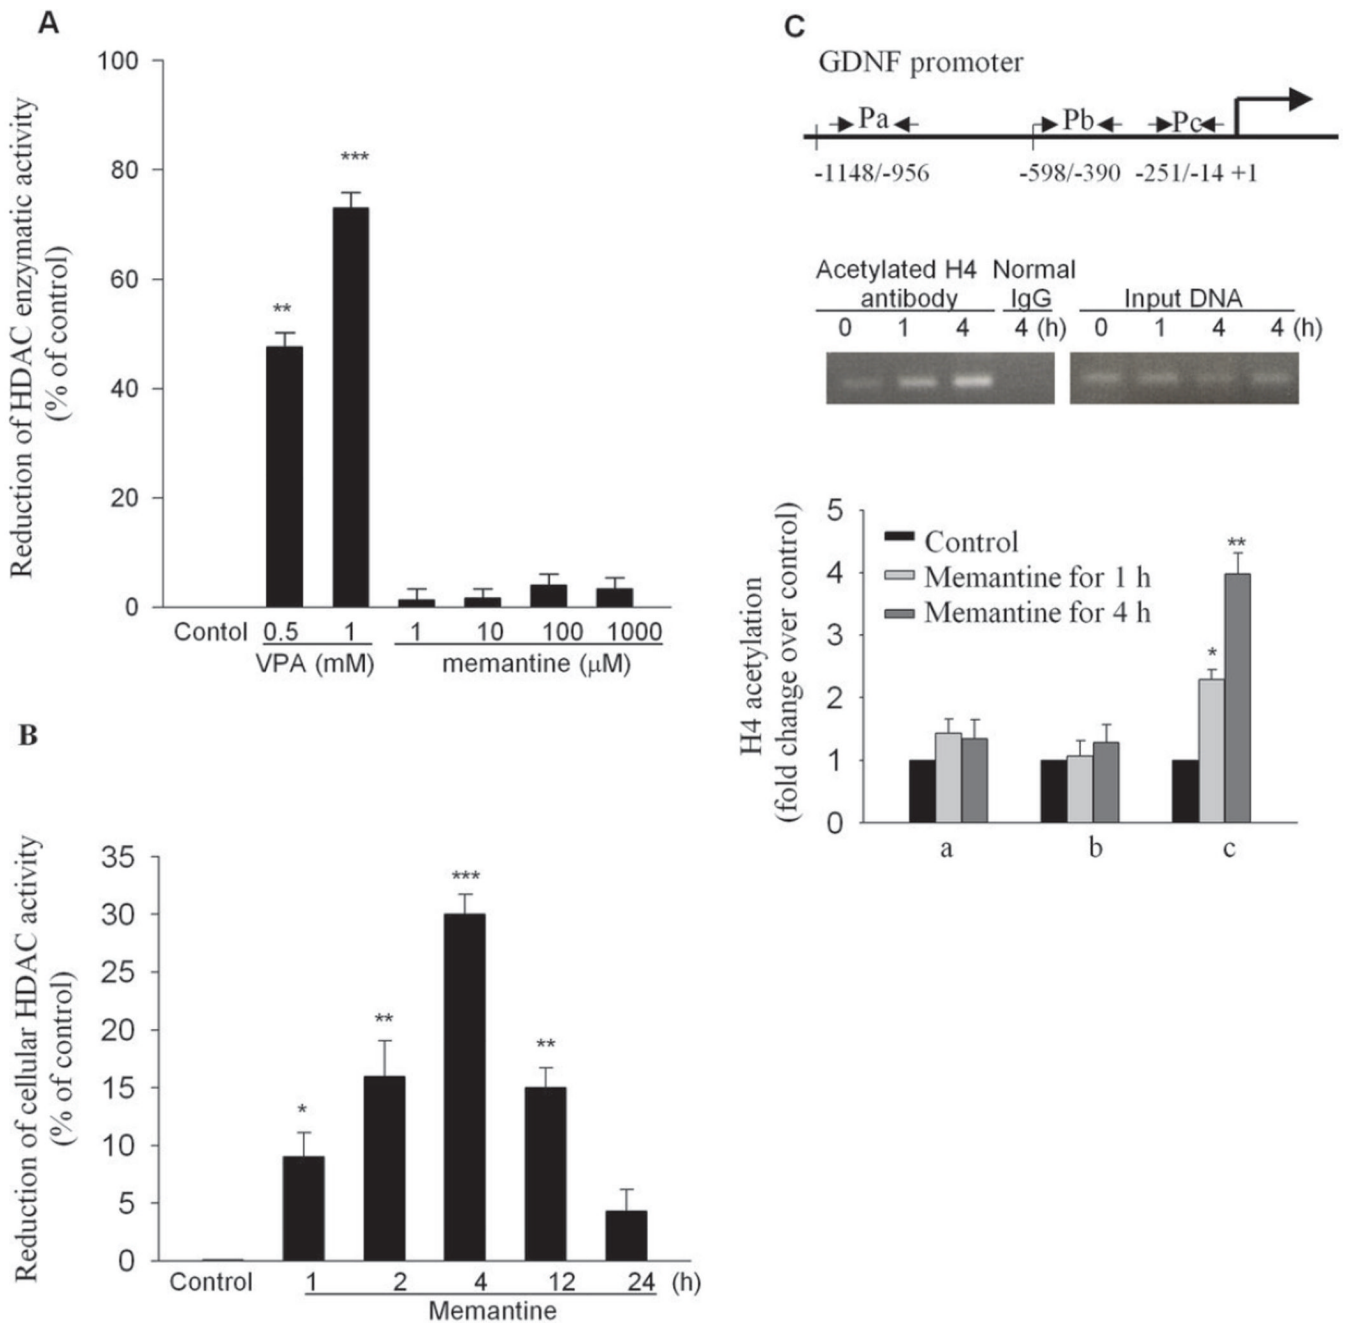 A
Reduction of HDAC enzymatic activity
(% of control)
100
80
60
40
20
0
**
***
Contol 0.5 1 1 10 100 1000
VPA (mM) memantine (μM)
B
Reduction of cellular HDAC activity
(% of control)
35
30
25
20
15
10
5
0
*
**
***
**
Control 1 2 4 12 24 (h)
Memantine
C
GDNF promoter
Pa Pb Pc
-1148/-956 -598/-390 -251/-14 +1
Acetylated H4 Normal
antibody IgG Input DNA
0 1 4 4 (h) 0 1 4 4 (h)
H4 acetylation
(fold change over control)
5
4
3
2
1
0
Control
Memantine for 1 h
Memantine for 4 h
*
**
a b c